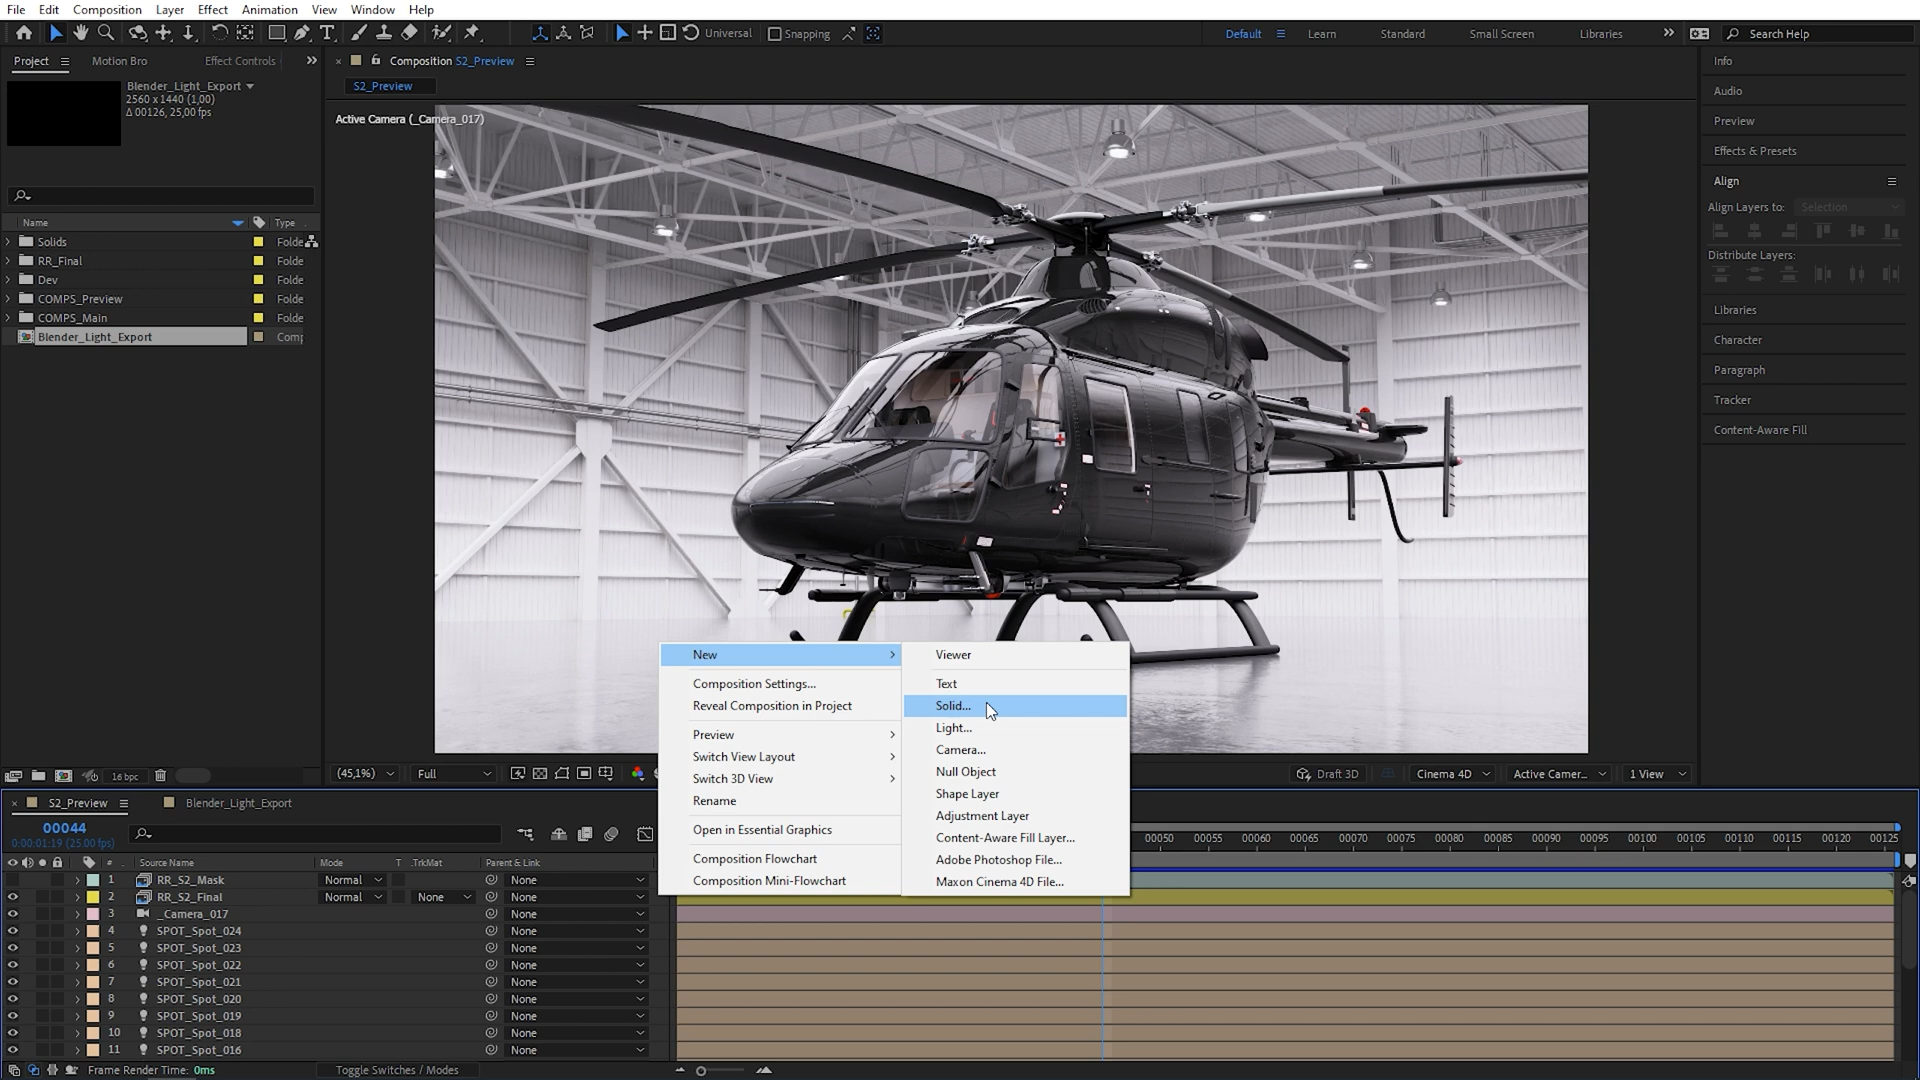 File Edit Composition Layer Effect Animation View Window Help
Universal Snapping Default Learn Standard Small Screen Libraries Search Help
Project Motion Bro Effect Controls
Composition S2_Preview
S2_Preview
Blender_Light_Export
2560 x 1440 (1,00)
Δ 00126, 25,00 fps
Active Camera (_Camera_017)
Name Type
Solids Folde
RR_Final Folde
Dev Folde
COMPS_Preview Folde
COMPS_Main Folde
Blender_Light_Export Comp
Info
Audio
Preview
Effects & Presets
Align
Align Layers to: Selection
Distribute Layers:
Libraries
Character
Paragraph
Tracker
Content-Aware Fill
New
Composition Settings...
Reveal Composition in Project
Preview
Switch View Layout
Switch 3D View
Rename
Open in Essential Graphics
Composition Flowchart
Composition Mini-Flowchart
Viewer
Text
Solid...
Light...
Camera...
Null Object
Shape Layer
Adjustment Layer
Content-Aware Fill Layer...
Adobe Photoshop File...
Maxon Cinema 4D File...
16 bpc
(45,1%) Full
Draft 3D Cinema 4D Active Camer... 1 View
S2_Preview Blender_Light_Export
00044
0:00:01:19 (25.00 fps)
00050 00055 00060 00065 00070 00075 00080 00085 00090 00095 00100 00105 00110 00115 00120 00125
# Source Name Mode T .TrkMat Parent & Link
1 RR_S2_Mask Normal None
2 RR_S2_Final Normal None None
3 _Camera_017 None
4 SPOT_Spot_024 None
5 SPOT_Spot_023 None
6 SPOT_Spot_022 None
7 SPOT_Spot_021 None
8 SPOT_Spot_020 None
9 SPOT_Spot_019 None
10 SPOT_Spot_018 None
11 SPOT_Spot_016 None
Frame Render Time: 0ms Toggle Switches / Modes